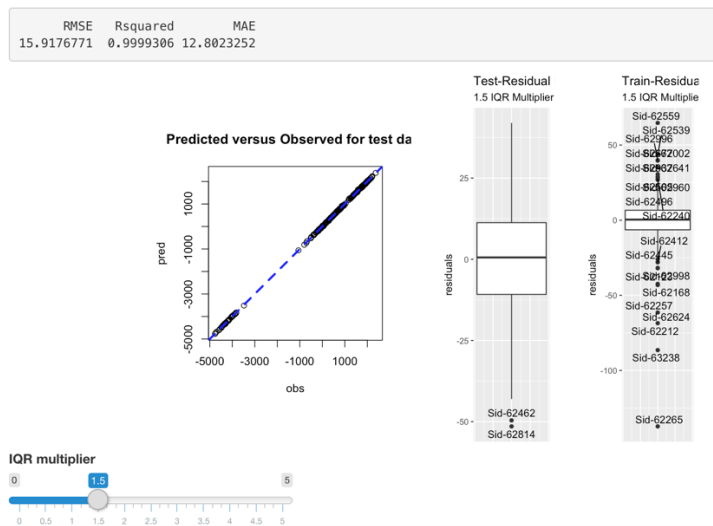 RMSE Rsquared MAE
15.9176771 0.9999306 12.8023252
Predicted versus Observed for test da
pred
1000
-1000
-3000
-5000
-5000 -3000 -1000 1000
obs
Test-Residual
1.5 IQR Multiplier
residuals
25
0
-25
-50
Sid-62462
Sid-62814
Train-Residua
1.5 IQR Multiplie
residuals
50
0
-50
-100
Sid-62559
Sid-62539
Sid-62996
Sid-62496
Sid-62240
Sid-62412
Sid-62445
Sid-62168
Sid-62257
Sid-62624
Sid-62212
Sid-63238
Sid-62265
IQR multiplier
0 1.5 5
0 0.5 1 1.5 2 2.5 3 3.5 4 4.5 5